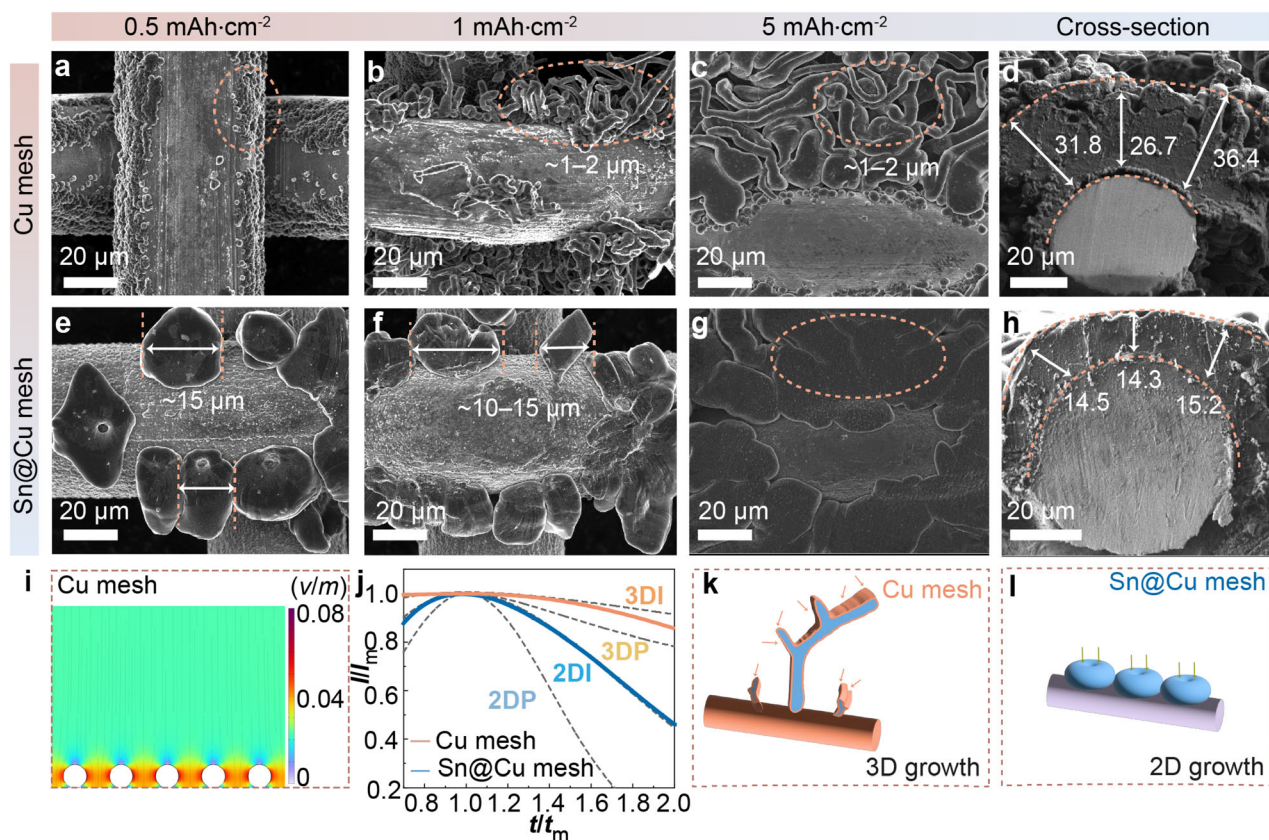 0.5 mAh·cm⁻² 1 mAh·cm⁻² 5 mAh·cm⁻² Cross-section
Cu mesh
a
20 μm
b
~1–2 μm
20 μm
c
~1–2 μm
20 μm
d
31.8 26.7 36.4
20 μm
Sn@Cu mesh
e
~15 μm
20 μm
f
~10–15 μm
20 μm
g
20 μm
h
14.5 14.3 15.2
20 μm
i Cu mesh (v/m)
0.08
0.04
0
j
1.0
0.8
0.6
0.4
0.2
I/Iₘ
3DI
3DP
2DI
2DP
Cu mesh
Sn@Cu mesh
0.8 1.0 1.2 1.4 1.6 1.8 2.0
t/tₘ
k Cu mesh
3D growth
l Sn@Cu mesh
2D growth